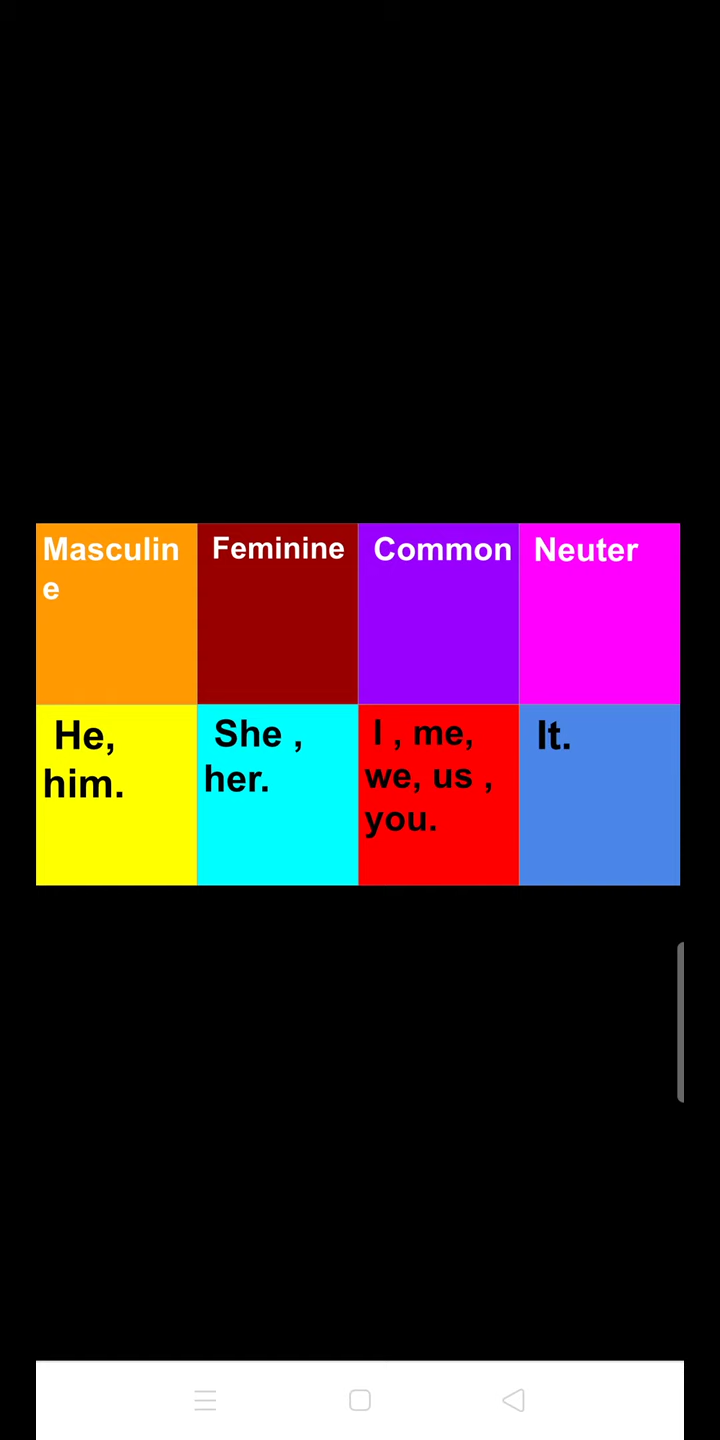 Masculin
e
Feminine
Common
Neuter
He,
him.
She ,
her.
I , me,
we, us ,
you.
It.